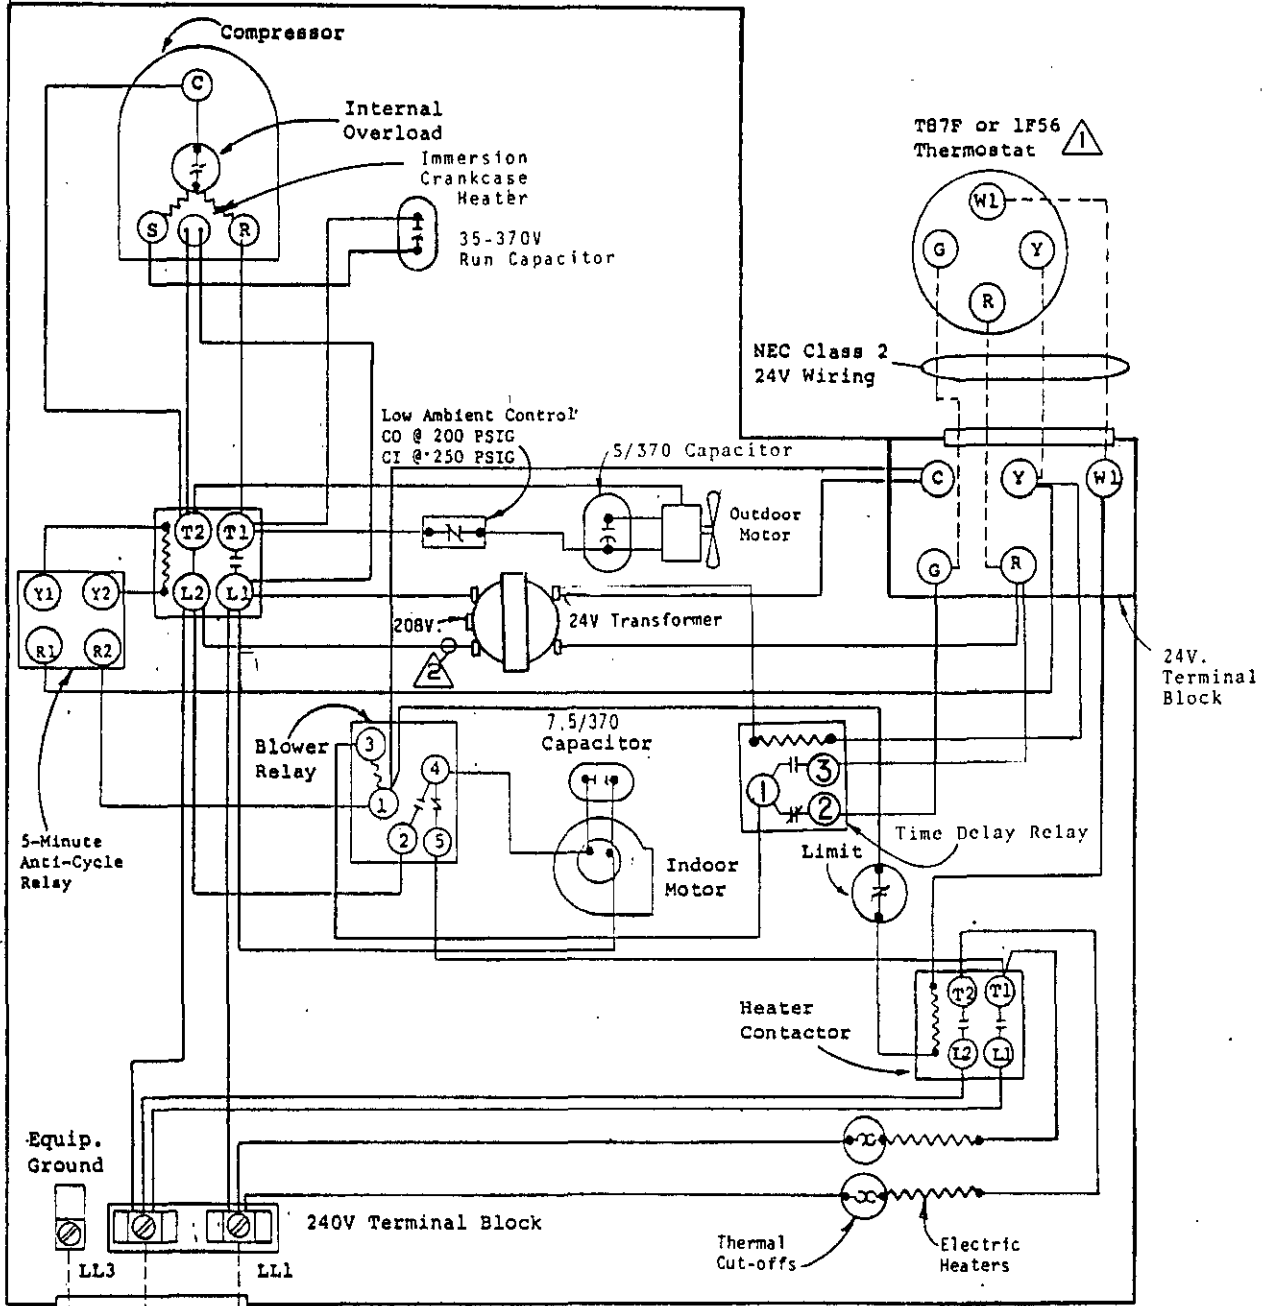 Compressor
C
Internal
Overload
Immersion
Crankcase
Heater
S
R
35-370V
Run Capacitor
T87F or 1F56
Thermostat
1
W1
G
Y
R
NEC Class 2
24V Wiring
Low Ambient Control
CO @ 200 PSIG
CI @ 250 PSIG
5/370 Capacitor
Outdoor
Motor
C
Y
W1
G
R
T2
T1
L2
L1
Y1
Y2
R1
R2
208V.
2
24V Transformer
24V.
Terminal
Block
Blower
Relay
3
4
1
2
5
7.5/370
Capacitor
Indoor
Motor
1
3
2
Time Delay Relay
Limit
5-Minute
Anti-Cycle
Relay
Heater
Contactor
T2
T1
L2
L1
Equip.
Ground
240V Terminal Block
LL3
LL1
Thermal
Cut-offs
Electric
Heaters